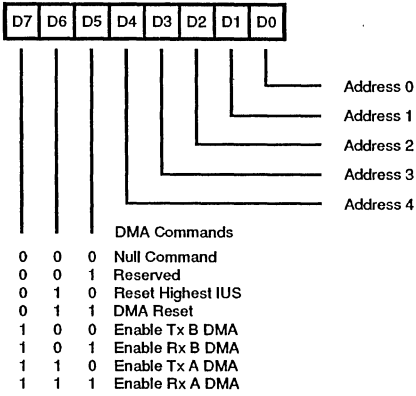 D7 D6 D5 D4 D3 D2 D1 D0
Address 0
Address 1
Address 2
Address 3
Address 4
DMA Commands
0 0 0 Null Command
0 0 1 Reserved
0 1 0 Reset Highest IUS
0 1 1 DMA Reset
1 0 0 Enable Tx B DMA
1 0 1 Enable Rx B DMA
1 1 0 Enable Tx A DMA
1 1 1 Enable Rx A DMA